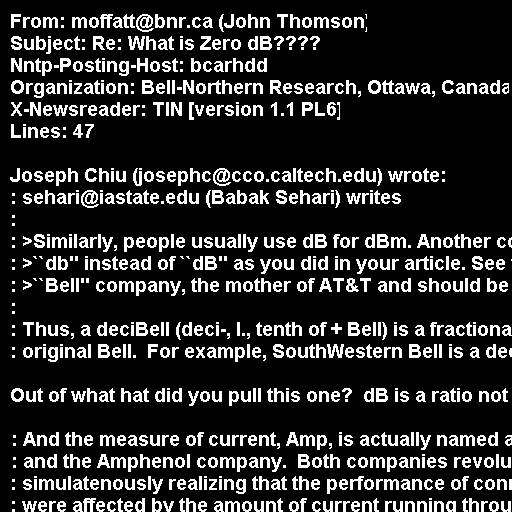 From: moffatt@bnr.ca (John Thomson)
Subject: Re: What is Zero dB????
Nntp-Posting-Host: bcarhdd
Organization: Bell-Northern Research, Ottawa, Canada
X-Newsreader: TIN [version 1.1 PL6]
Lines: 47

Joseph Chiu (josephc@cco.caltech.edu) wrote:
: sehari@iastate.edu (Babak Sehari) writes
:
: >Similarly, people usually use dB for dBm. Another
: >``db'' instead of ``dB'' as you did in your article. See
: >``Bell'' company, the mother of AT&T and should be
:
: Thus, a deciBell (deci-, l., tenth of + Bell) is a
: original Bell.  For example, SouthWestern Bell is a

Out of what hat did you pull this one?  dB is a ratio not

: And the measure of current, Amp, is actually named
: and the Amphenol company.  Both companies
: simulatenously realizing that the performance of
: were affected by the amount of current running